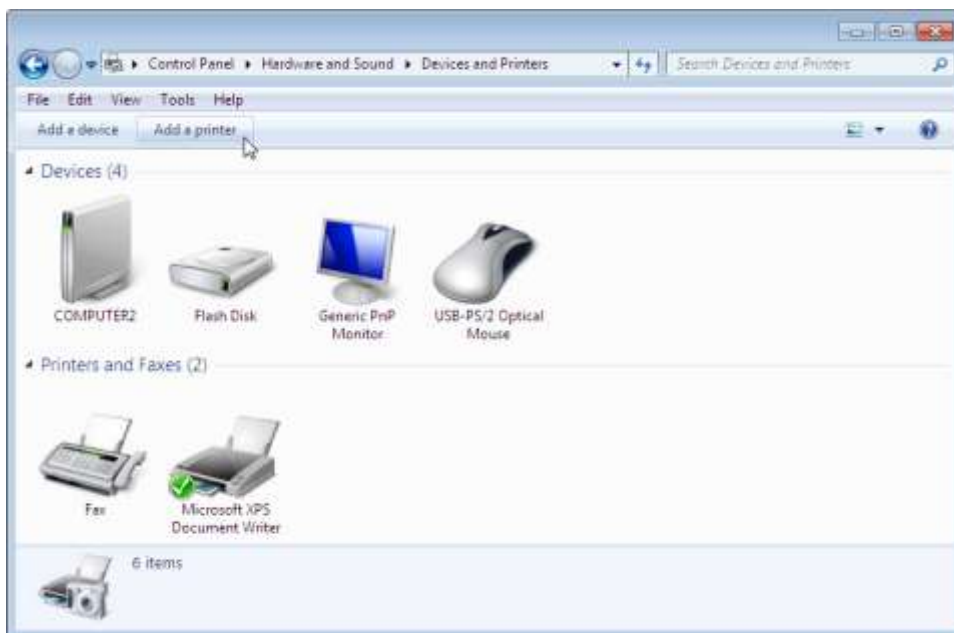 Control Panel ▸ Hardware and Sound ▸ Devices and Printers
Search Devices and Printers
File Edit View Tools Help
Add a device Add a printer
Devices (4)
COMPUTER2
Flash Disk
Generic PnP
Monitor
USB-PS/2 Optical
Mouse
Printers and Faxes (2)
Fax
Microsoft XPS
Document Writer
6 items